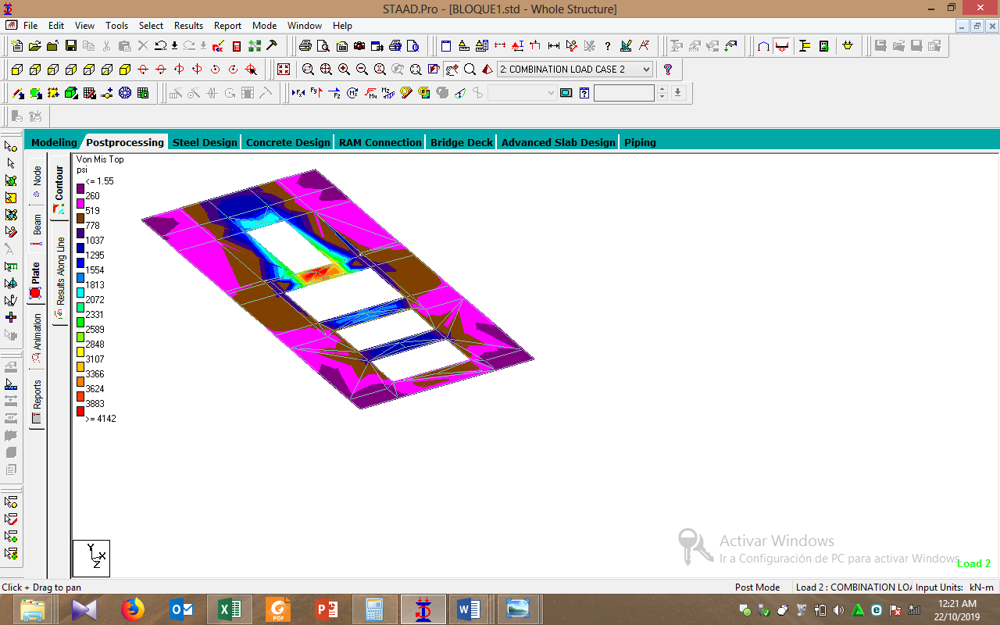 STAAD.Pro - [BLOQUE1.std - Whole Structure]
File Edit View Tools Select Results Report Mode Window Help
2: COMBINATION LOAD CASE 2
Modeling Postprocessing Steel Design Concrete Design RAM Connection Bridge Deck Advanced Slab Design Piping
Node
Beam
Plate
Animation
Reports
Contour
Results Along Line
Von Mis Top
psi
<= 1.55
260
519
778
1037
1295
1554
1813
2072
2331
2589
2848
3107
3366
3624
3883
>= 4142
Y
X
Z
Activar Windows
Ir a Configuración de PC para activar Windows.
Load 2
Click + Drag to pan
Post Mode
Load 2 : COMBINATION LOA
Input Units: kN-m
12:21 AM
22/10/2019